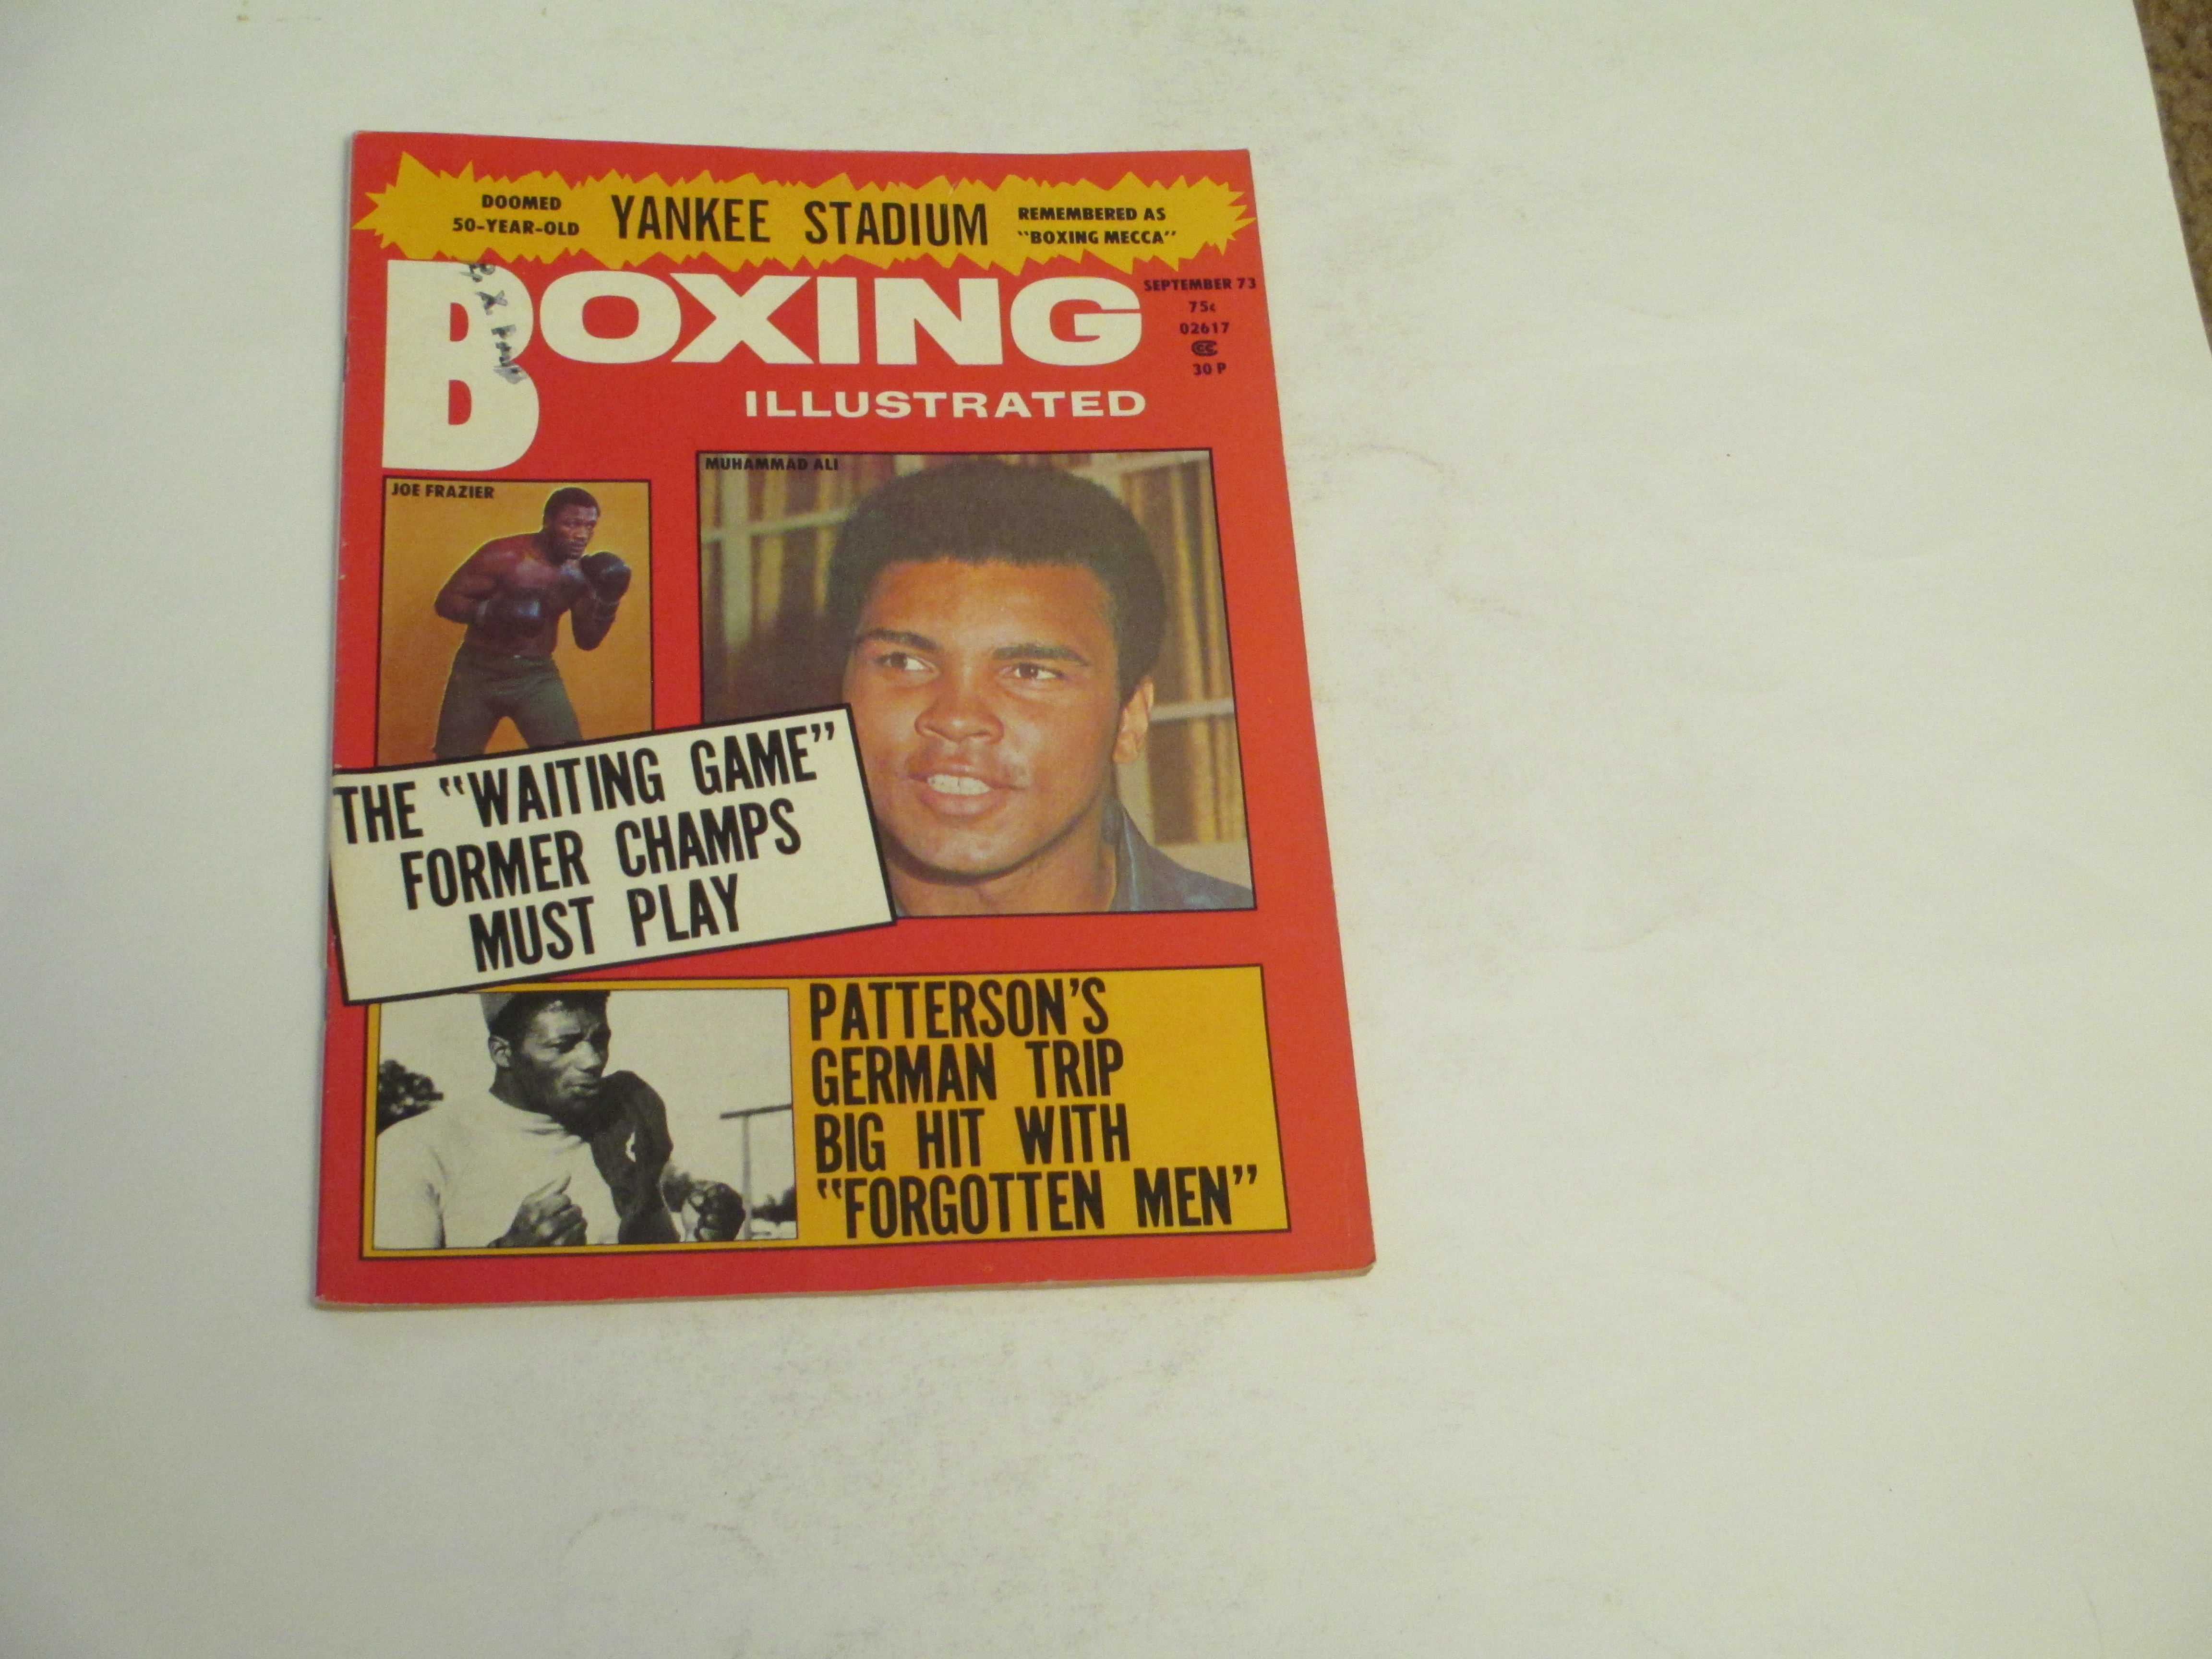 DOOMED
50-YEAR-OLD
YANKEE STADIUM
REMEMBERED AS
"BOXING MECCA"
BOXING
ILLUSTRATED
SEPTEMBER 73
75¢
02617
CC
30 P
JOE FRAZIER
MUHAMMAD ALI
THE "WAITING GAME"
FORMER CHAMPS
MUST PLAY
PATTERSON'S
GERMAN TRIP
BIG HIT WITH
"FORGOTTEN MEN"